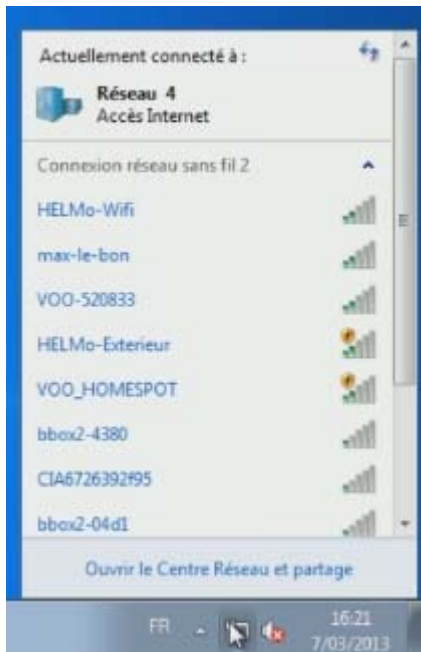 Actuellement connecté à :
Réseau 4
Accès Internet
Connexion réseau sans fil 2
HELMo-Wifi
max-le-bon
VOO-520833
HELMo-Exterieur
VOO_HOMESPOT
bbox2-4380
CIA6726392f95
bbox2-04d1
Ouvrir le Centre Réseau et partage
FR
16:21
7/03/2013